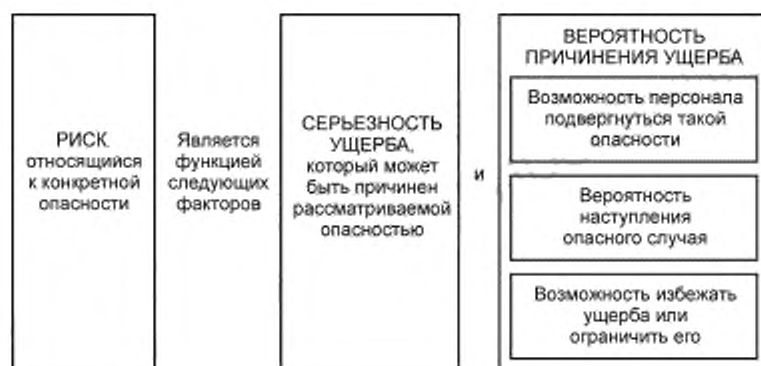 РИСК,
относящийся
к конкретной
опасности
Является
функцией
следующих
факторов
СЕРЬЕЗНОСТЬ
УЩЕРБА,
который может
быть причинен
рассматриваемой
опасностью
и
ВЕРОЯТНОСТЬ
ПРИЧИНЕНИЯ УЩЕРБА
Возможность персонала
подвергнуться такой
опасности
Вероятность
наступления
опасного случая
Возможность избежать
ущерба или
ограничить его